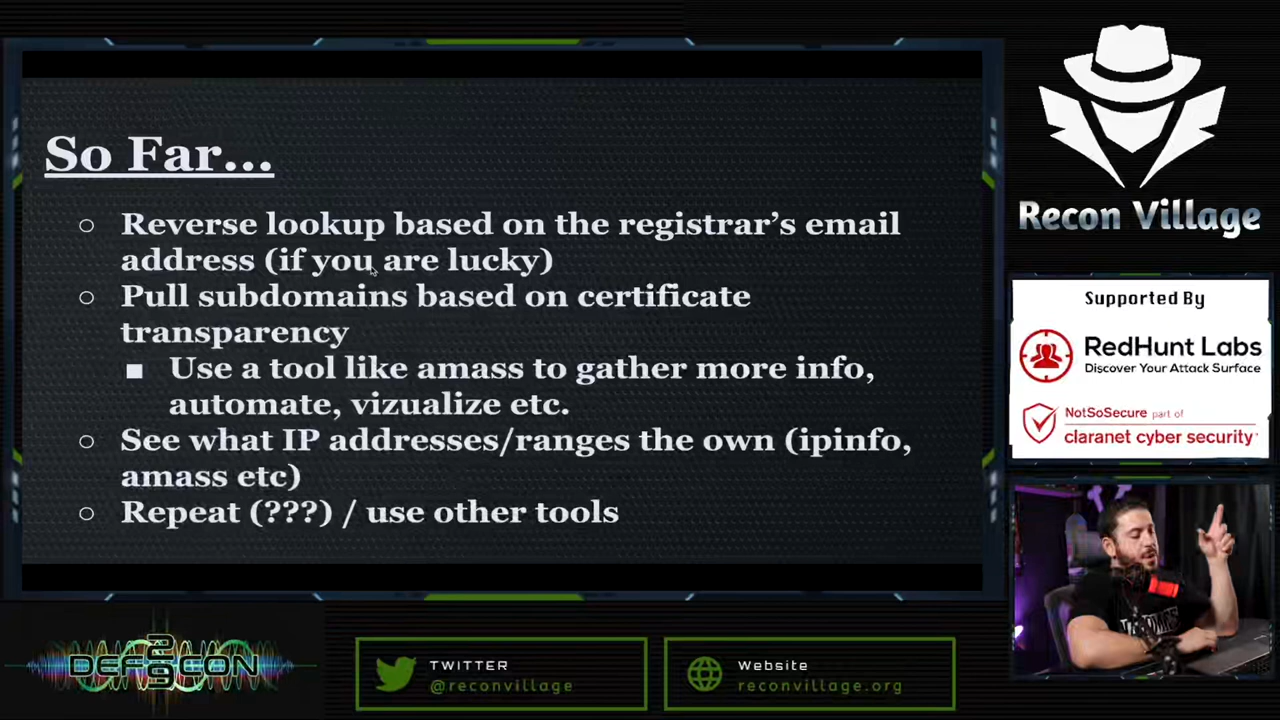 So Far...
○ Reverse lookup based on the registrar’s email
address (if you are lucky)
○ Pull subdomains based on certificate
transparency
■ Use a tool like amass to gather more info,
automate, vizualize etc.
○ See what IP addresses/ranges the own (ipinfo,
amass etc)
○ Repeat (???) / use other tools
Recon Village
Supported By
RedHunt Labs
Discover Your Attack Surface
NotSoSecure part of
claranet cyber security
DEF CON
29
TWITTER
@reconvillage
Website
reconvillage.org